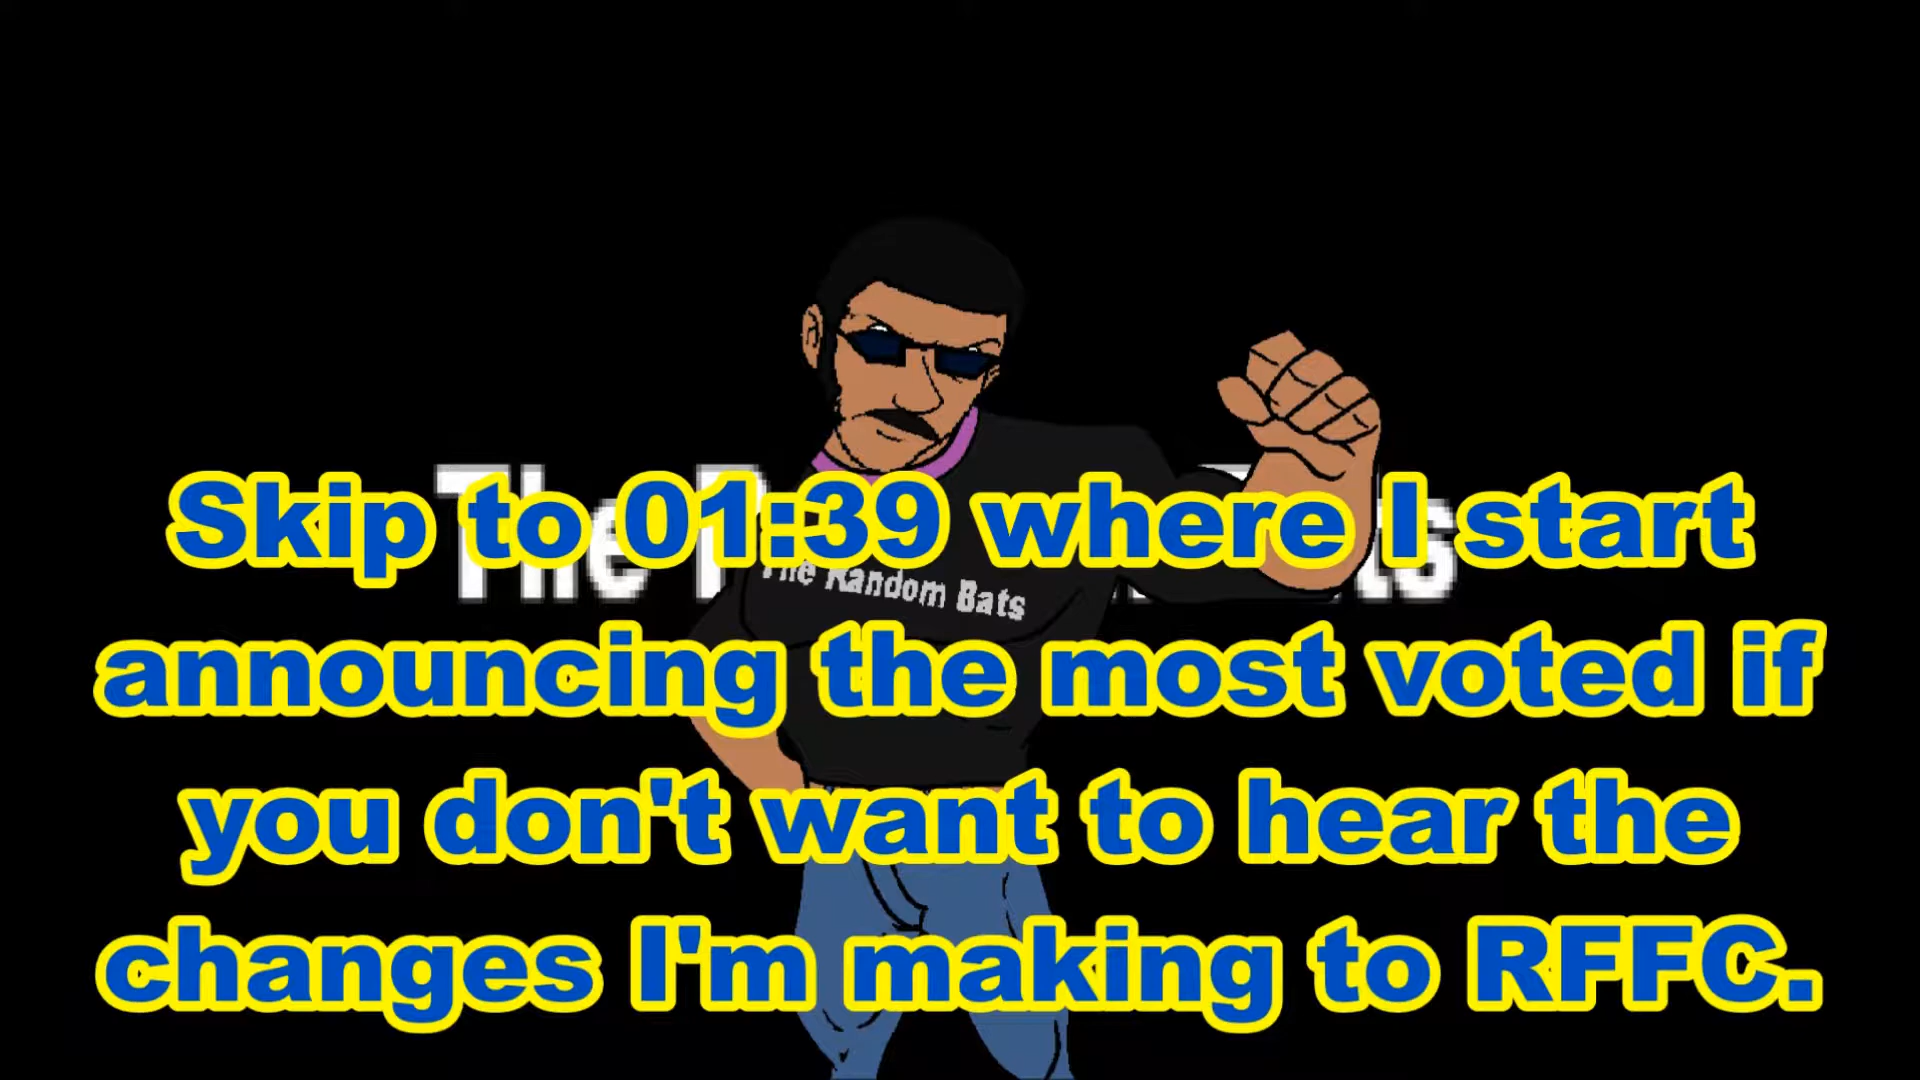 Skip to 01:39 where I start
announcing the most voted if
you don't want to hear the
changes I'm making to RFFC.
The Random Bats